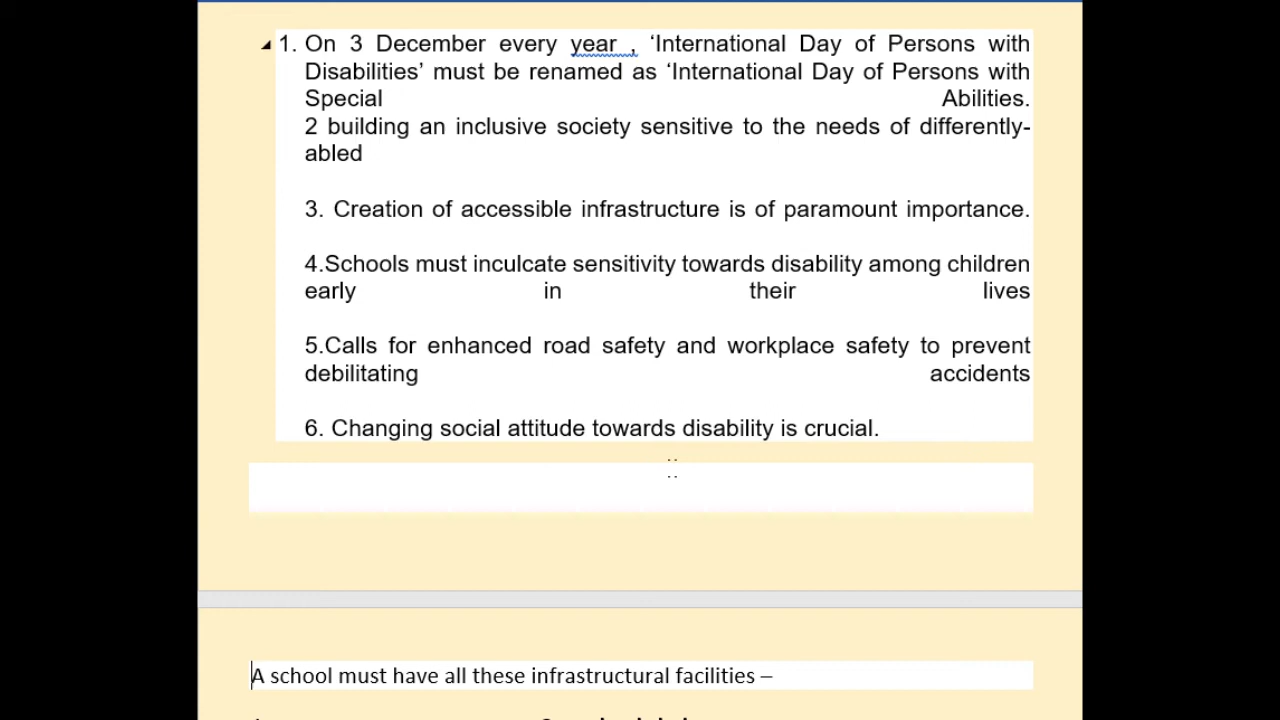 1. On 3 December every year , ‘International Day of Persons with
Disabilities’ must be renamed as ‘International Day of Persons with
Special Abilities.
2 building an inclusive society sensitive to the needs of differently-
abled
3. Creation of accessible infrastructure is of paramount importance.
4.Schools must inculcate sensitivity towards disability among children
early in their lives
5.Calls for enhanced road safety and workplace safety to prevent
debilitating accidents
6. Changing social attitude towards disability is crucial.
A school must have all these infrastructural facilities –